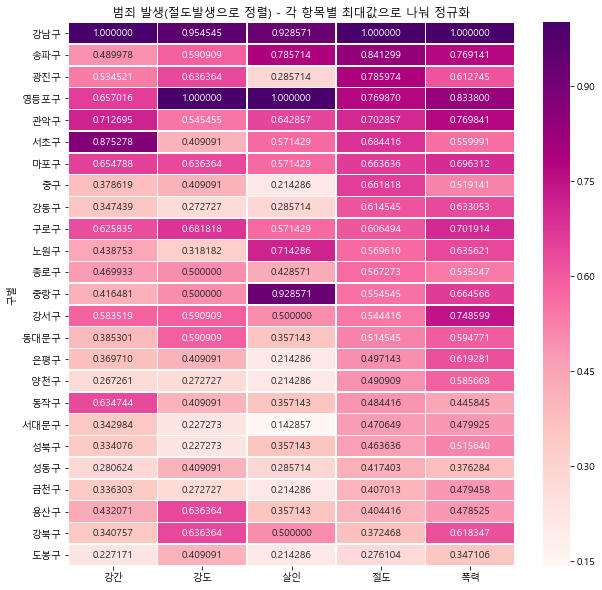 범죄 발생(절도발생으로 정렬) - 각 항목별 최대값으로 나눠 정규화
강남구 1.000000 0.954545 0.928571 1.000000 1.000000
송파구 0.489978 0.590909 0.785714 0.841299 0.769141
광진구 0.534521 0.636364 0.285714 0.785974 0.612745
영등포구 0.657016 1.000000 1.000000 0.769870 0.833800
관악구 0.712695 0.545455 0.642857 0.702857 0.769841
서초구 0.875278 0.409091 0.571429 0.684416 0.559991
마포구 0.654788 0.636364 0.571429 0.663636 0.696312
중구 0.378619 0.409091 0.214286 0.661818 0.519141
강동구 0.347439 0.272727 0.285714 0.614545 0.633053
구로구 0.625835 0.681818 0.571429 0.606494 0.701914
노원구 0.438753 0.318182 0.714286 0.569610 0.635621
종로구 0.469933 0.500000 0.428571 0.567273 0.535247
중랑구 0.416481 0.500000 0.928571 0.554545 0.664566
강서구 0.583519 0.590909 0.500000 0.544416 0.748599
동대문구 0.385301 0.590909 0.357143 0.514545 0.594771
은평구 0.369710 0.409091 0.214286 0.497143 0.619281
양천구 0.267261 0.272727 0.214286 0.490909 0.585668
동작구 0.634744 0.409091 0.357143 0.484416 0.445845
서대문구 0.342984 0.227273 0.142857 0.470649 0.479925
성북구 0.334076 0.227273 0.357143 0.463636 0.515640
성동구 0.280624 0.409091 0.285714 0.417403 0.376284
금천구 0.336303 0.272727 0.214286 0.407013 0.479458
용산구 0.432071 0.636364 0.357143 0.404416 0.478525
강북구 0.340757 0.636364 0.500000 0.372468 0.618347
도봉구 0.227171 0.409091 0.214286 0.276104 0.347106
강간 강도 살인 절도 폭력
구별
0.90
0.75
0.60
0.45
0.30
0.15